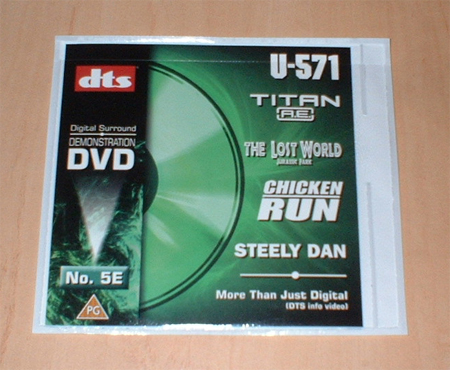 dts
Digital Surround
DEMONSTRATION
DVD
No. 5E
PG
U-571
TITAN
A.E.
THE LOST WORLD
JURASSIC PARK
CHICKEN
RUN
STEELY DAN
More Than Just Digital
(DTS info video)